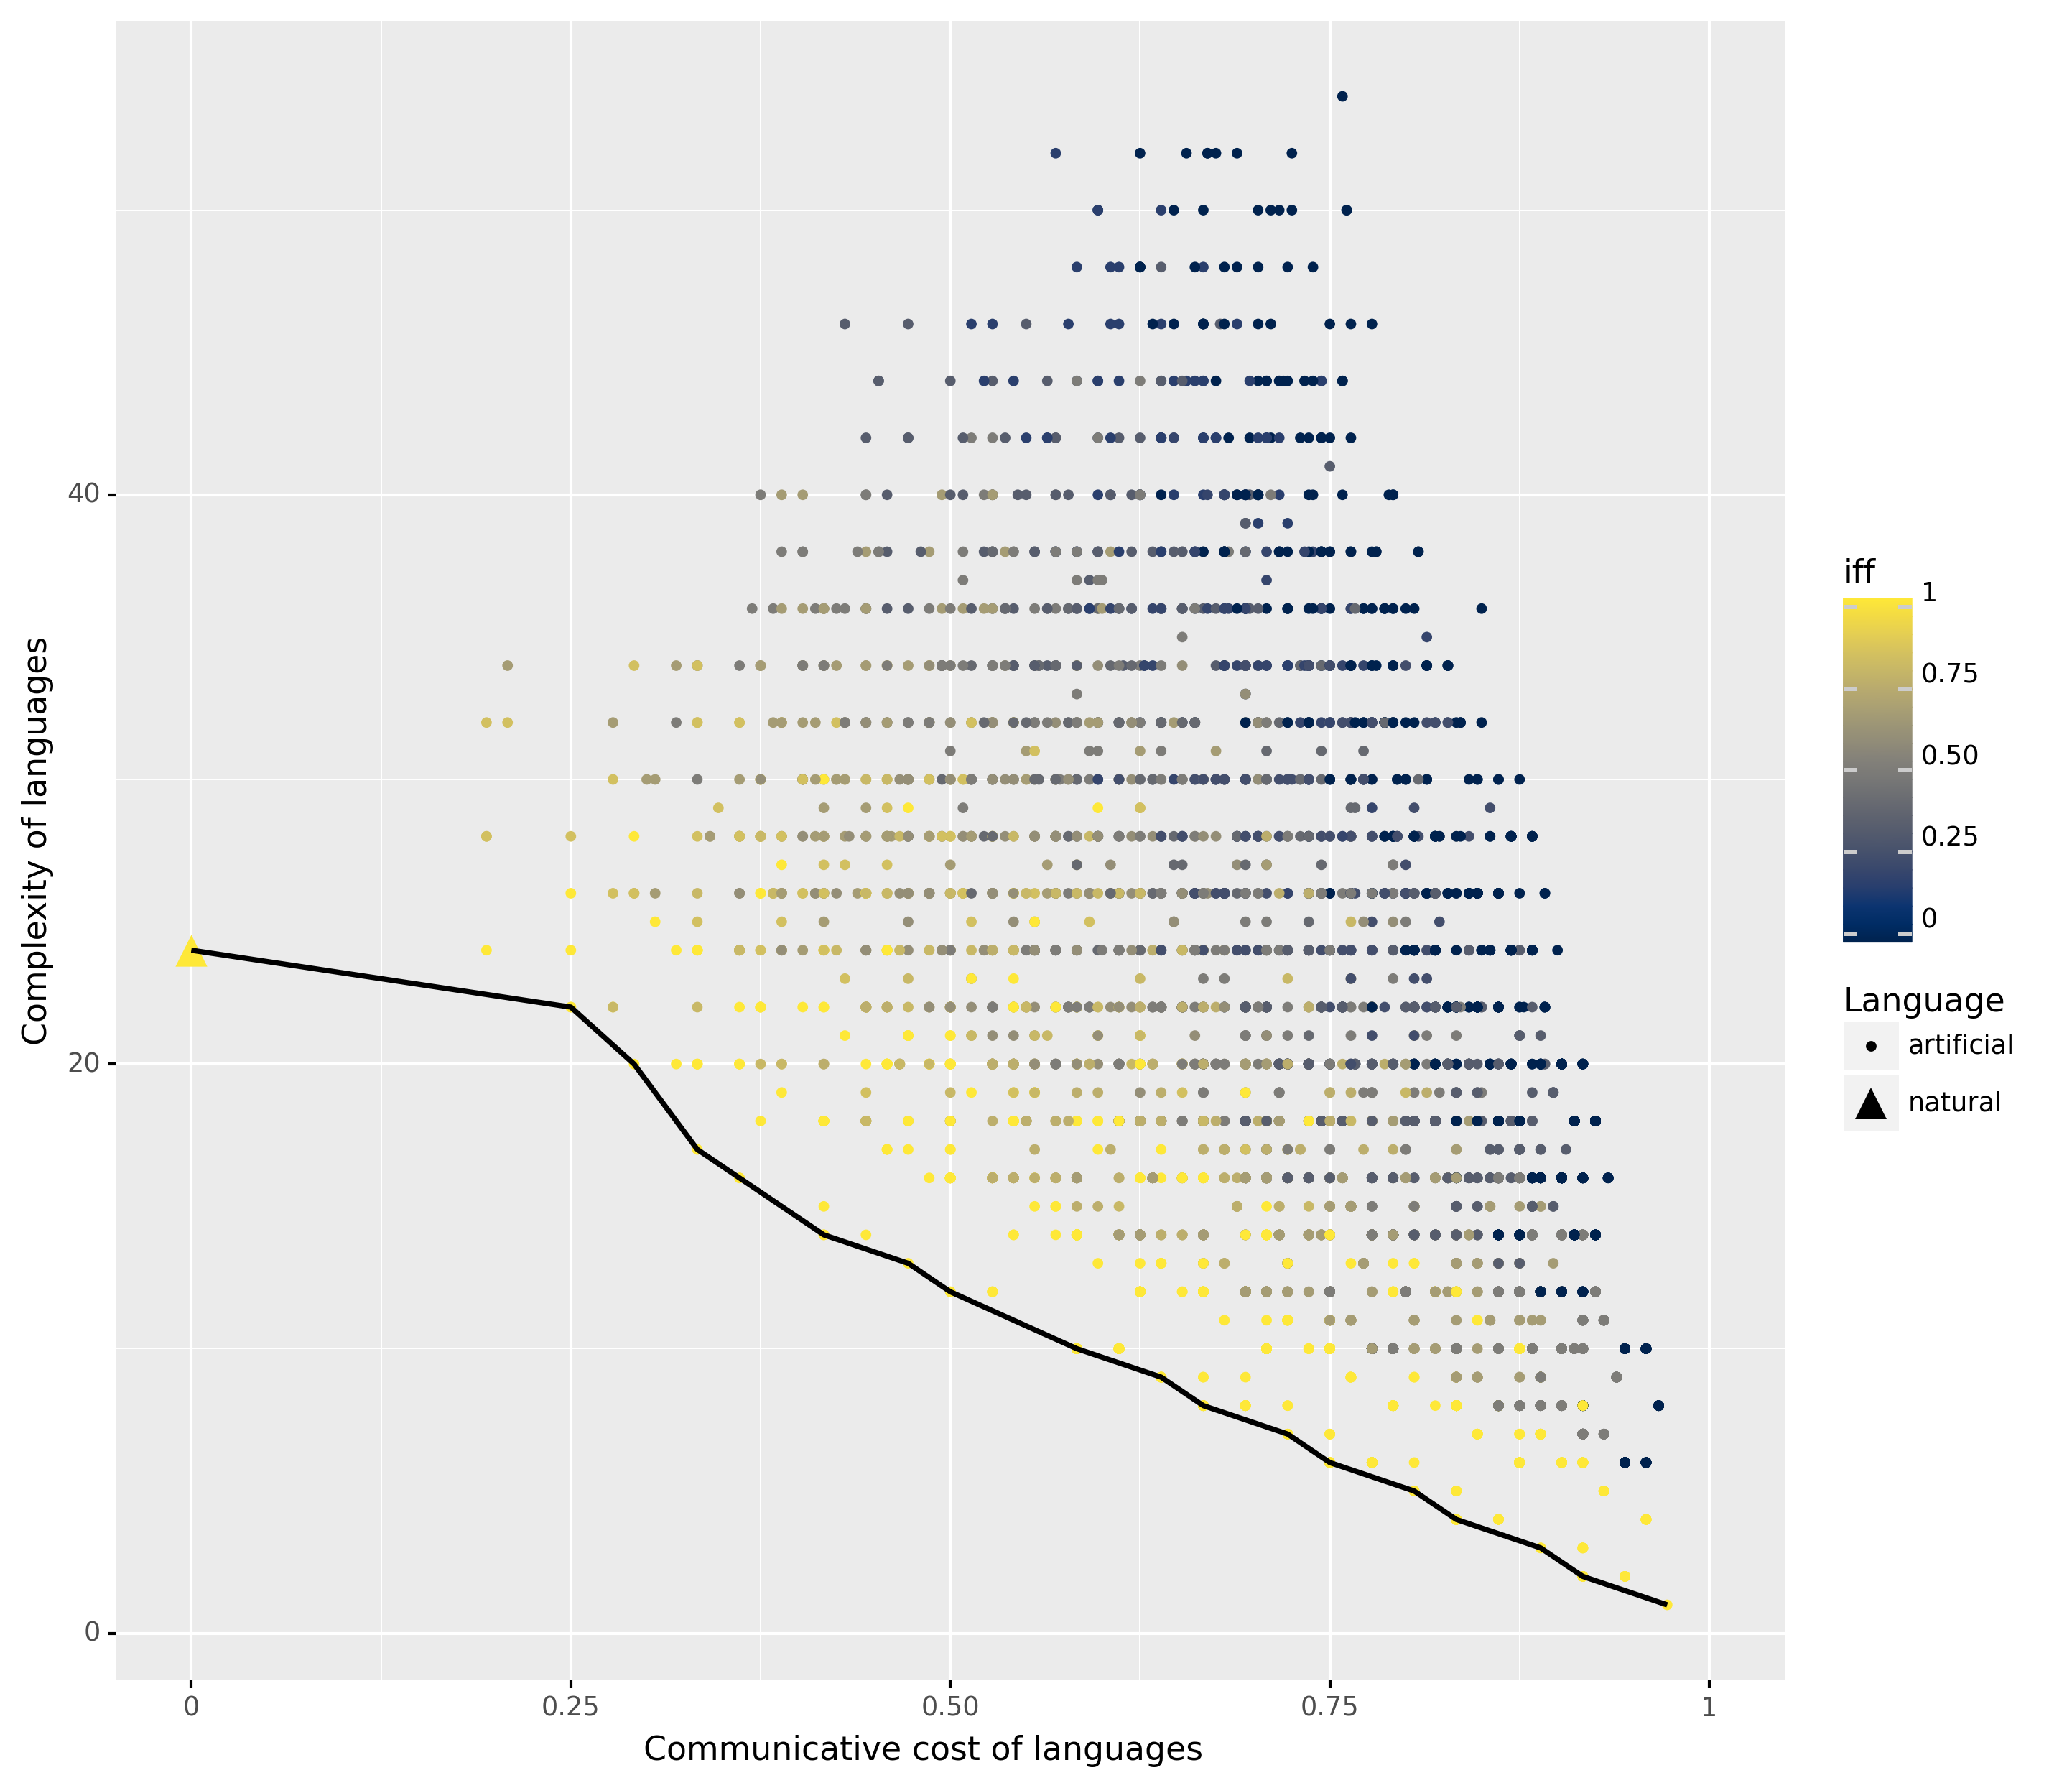 Complexity of languages
40
20
0
0
0.25
0.50
0.75
1
Communicative cost of languages
iff
1
0.75
0.50
0.25
0
Language
artificial
natural